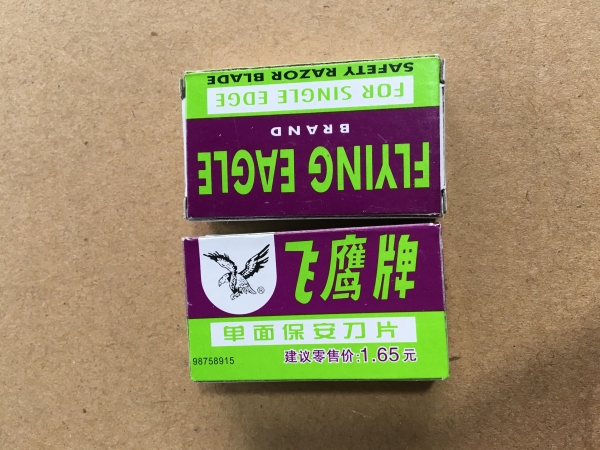 FLYING EAGLE
BRAND
FOR SINGLE EDGE
SAFETY RAZOR BLADE
飞鹰牌
®
单面保安刀片
建议零售价:1.65元
98758915